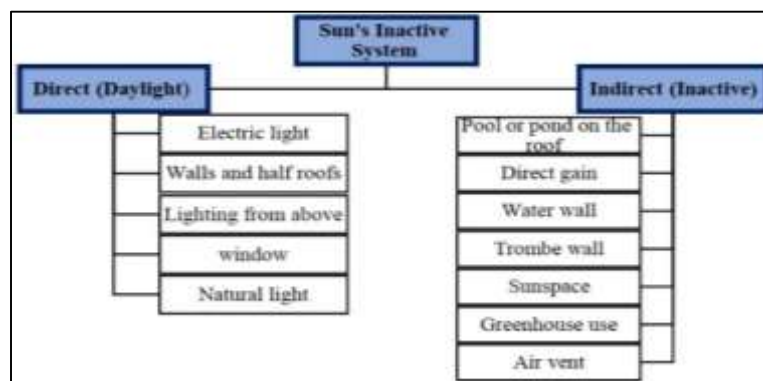 Sun's Inactive
System
Direct (Daylight)
Indirect (Inactive)
Electric light
Walls and half roofs
Lighting from above
window
Natural light
Pool or pond on the
roof
Direct gain
Water wall
Trombe wall
Sunspace
Greenhouse use
Air vent